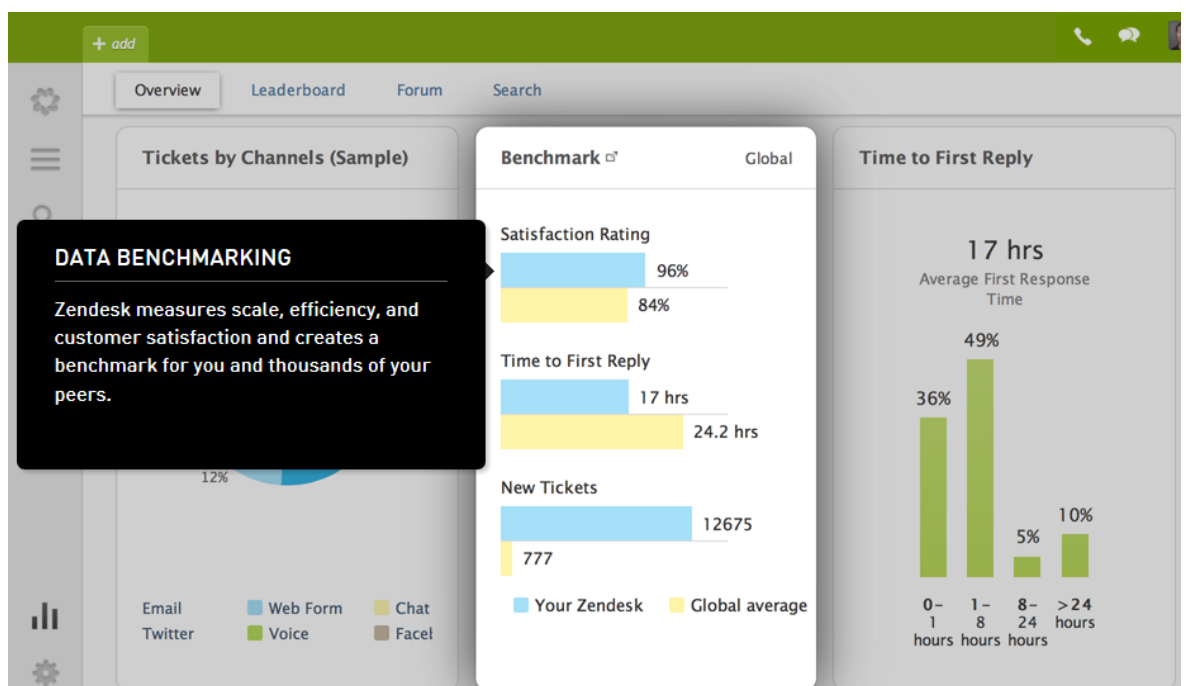 + add
Overview
Leaderboard
Forum
Search
Tickets by Channels (Sample)
12%
Email
Web Form
Chat
Twitter
Voice
DATA BENCHMARKING
Zendesk measures scale, efficiency, and
customer satisfaction and creates a
benchmark for you and thousands of your
peers.
Benchmark
Global
Satisfaction Rating
96%
84%
Time to First Reply
17 hrs
24.2 hrs
New Tickets
12675
777
Your Zendesk
Global average
Time to First Reply
17 hrs
Average First Response
Time
36%
49%
5%
10%
0–
1
hours
1–
8
hours
8–
24
hours
>24
hours